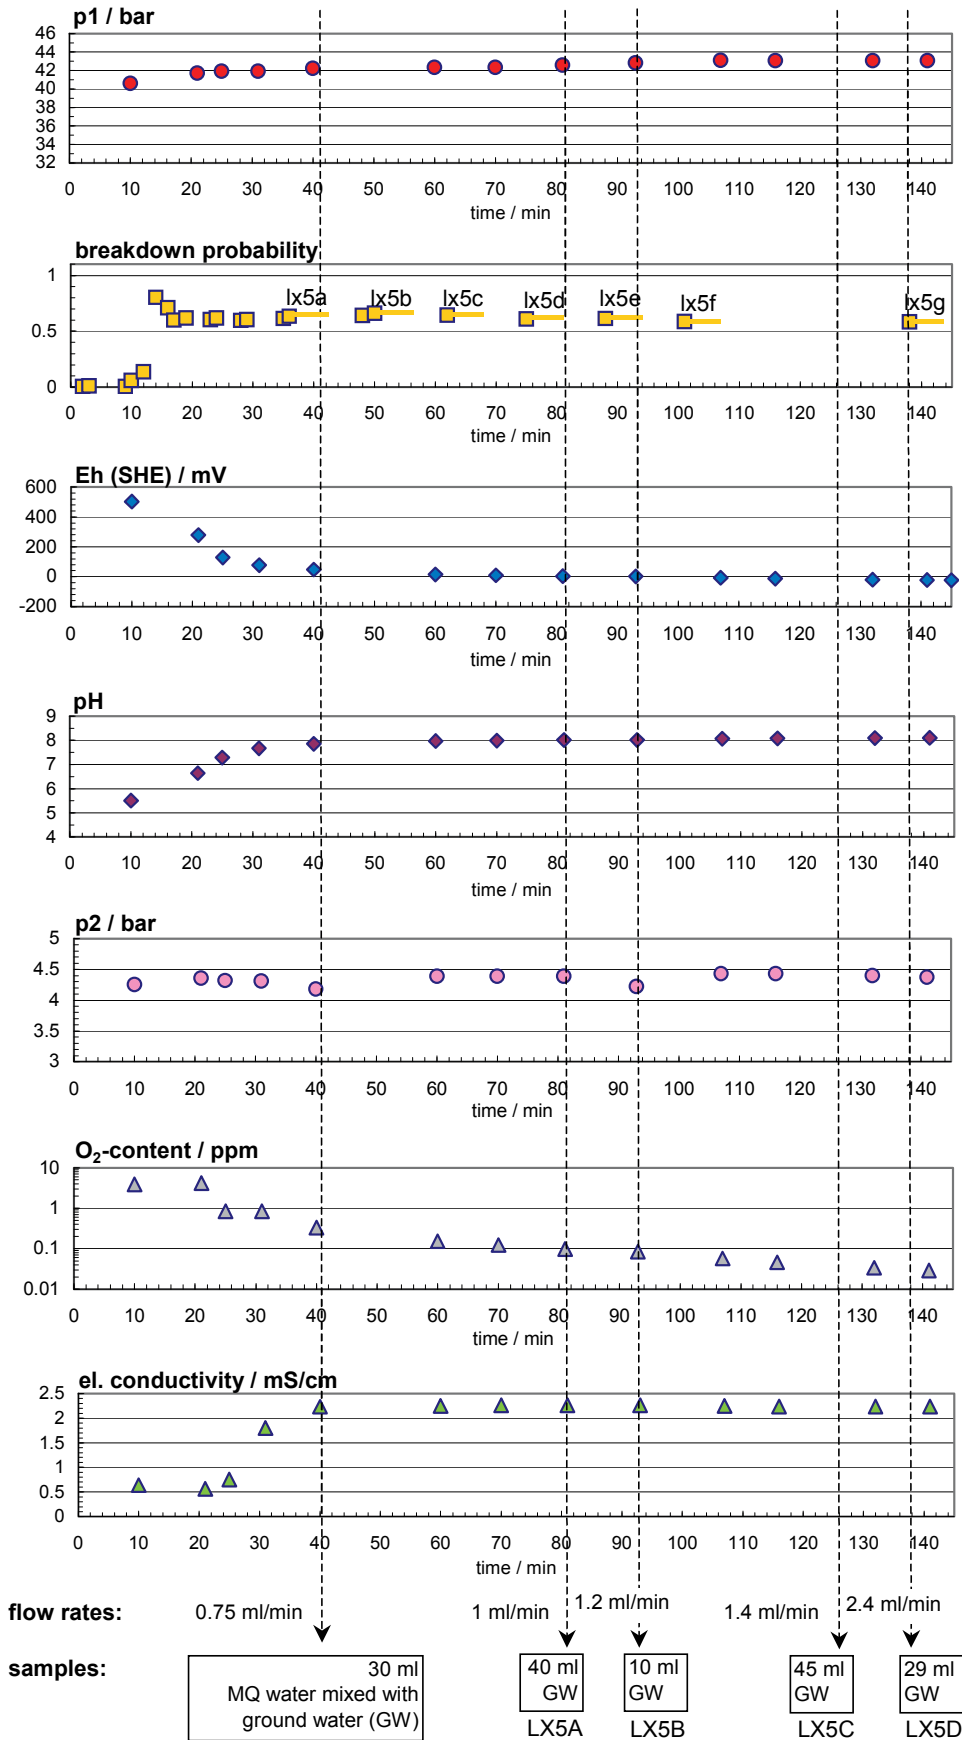 p1 / bar
46
44
42
40
38
36
34
32
0 10 20 30 40 50 60 70 80 90 100 110 120 130 140
time / min
breakdown probability
1
0.5
0
lx5a lx5b lx5c lx5d lx5e lx5f lx5g
0 10 20 30 40 50 60 70 80 90 100 110 120 130 140
time / min
Eh (SHE) / mV
600
400
200
0
-200
0 10 20 30 40 50 60 70 80 90 100 110 120 130 140
time / min
pH
9
8
7
6
5
4
0 10 20 30 40 50 60 70 80 90 100 110 120 130 140
time / min
p2 / bar
5
4.5
4
3.5
3
0 10 20 30 40 50 60 70 80 90 100 110 120 130 140
time / min
O₂-content / ppm
10
1
0.1
0.01
0 10 20 30 40 50 60 70 80 90 100 110 120 130 140
time / min
el. conductivity / mS/cm
2.5
2
1.5
1
0.5
0
0 10 20 30 40 50 60 70 80 90 100 110 120 130 140
time / min
flow rates: 0.75 ml/min 1 ml/min 1.2 ml/min 1.4 ml/min 2.4 ml/min
samples:
30 ml
MQ water mixed with
ground water (GW)
40 ml
GW
LX5A
10 ml
GW
LX5B
45 ml
GW
LX5C
29 ml
GW
LX5D